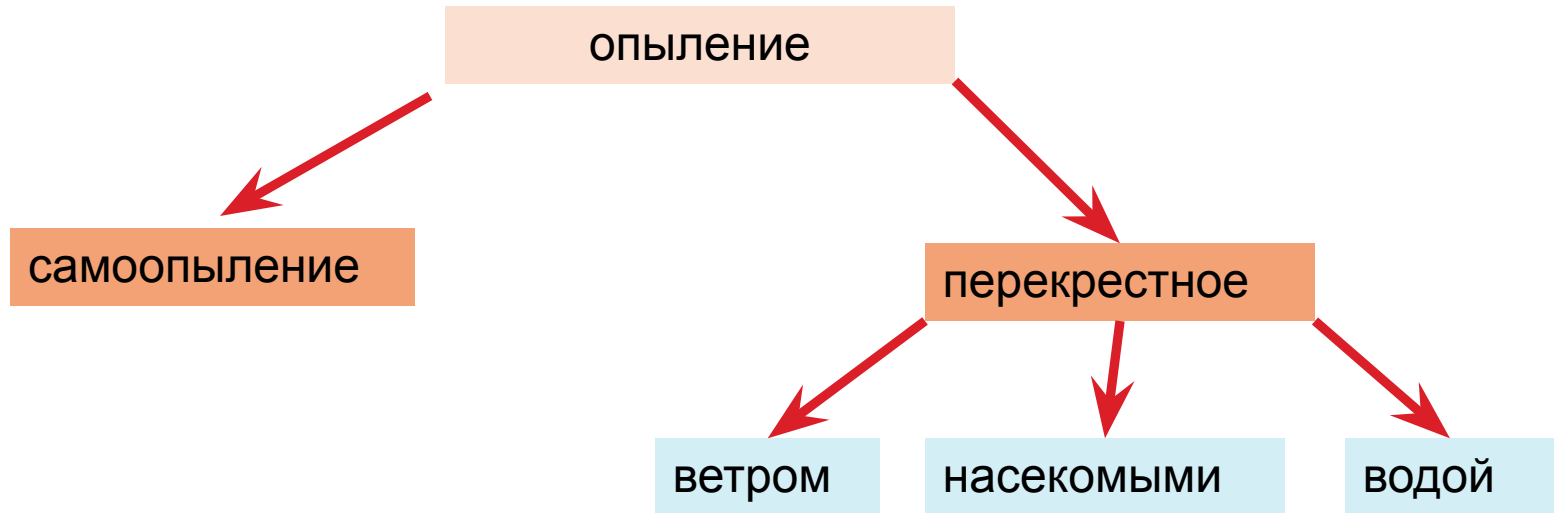 опыление
самоопыление
перекрестное
ветром
насекомыми
водой